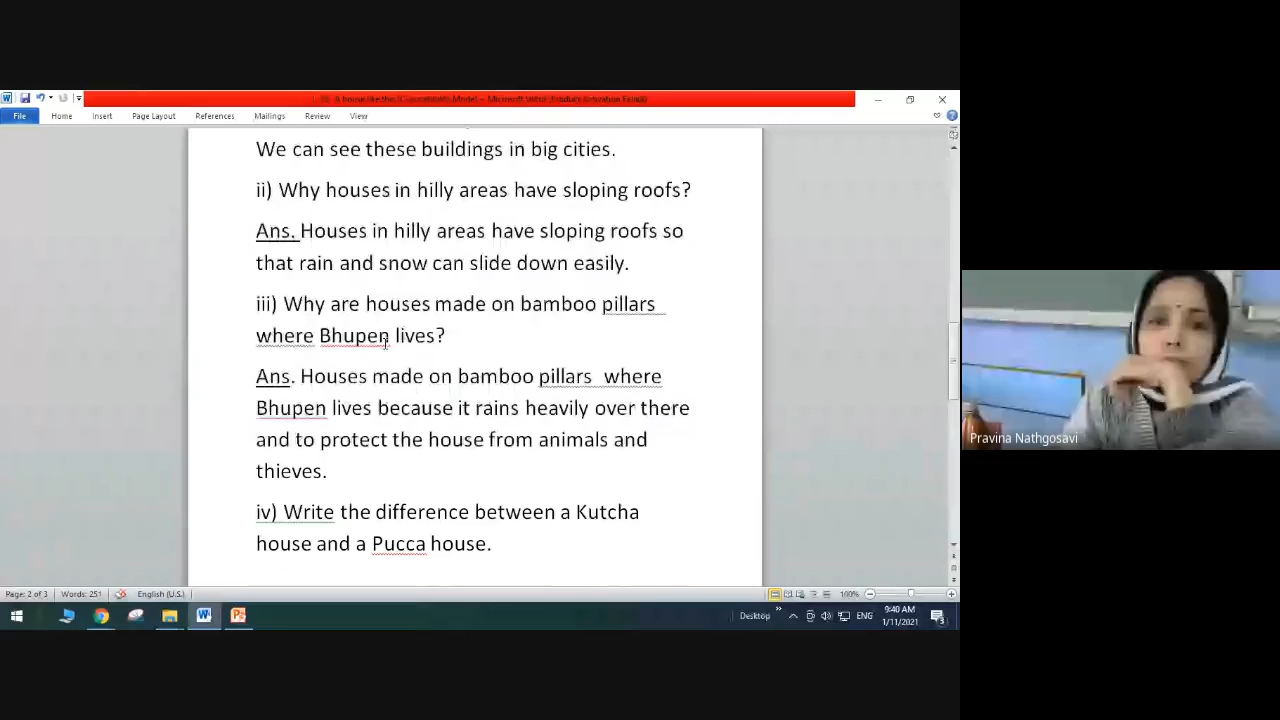 File Home Insert Page Layout References Mailings Review View
We can see these buildings in big cities.
ii) Why houses in hilly areas have sloping roofs?
Ans. Houses in hilly areas have sloping roofs so
that rain and snow can slide down easily.
iii) Why are houses made on bamboo pillars
where Bhupen lives?
Ans. Houses made on bamboo pillars where
Bhupen lives because it rains heavily over there
and to protect the house from animals and
thieves.
iv) Write the difference between a Kutcha
house and a Pucca house.
Pravina Nathgosavi
Page: 2 of 3 Words: 251 English (U.S.) 100%
Desktop ENG 9:40 AM
1/11/2021